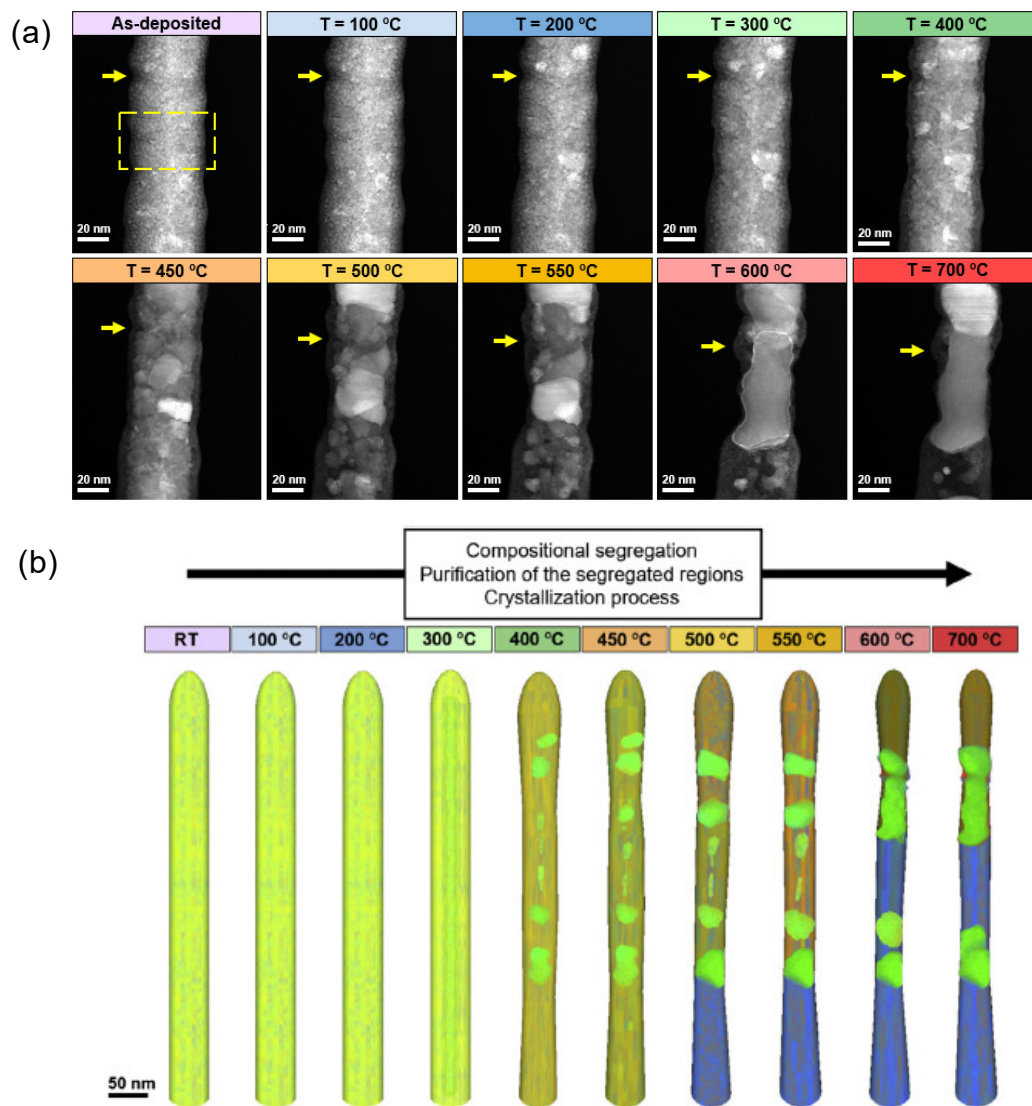 (a)
As-deposited
T = 100 ºC
T = 200 ºC
T = 300 ºC
T = 400 ºC
20 nm
20 nm
20 nm
20 nm
20 nm
T = 450 ºC
T = 500 ºC
T = 550 ºC
T = 600 ºC
T = 700 ºC
20 nm
20 nm
20 nm
20 nm
20 nm
(b)
Compositional segregation
Purification of the segregated regions
Crystallization process
RT
100 ºC
200 ºC
300 ºC
400 ºC
450 ºC
500 ºC
550 ºC
600 ºC
700 ºC
50 nm